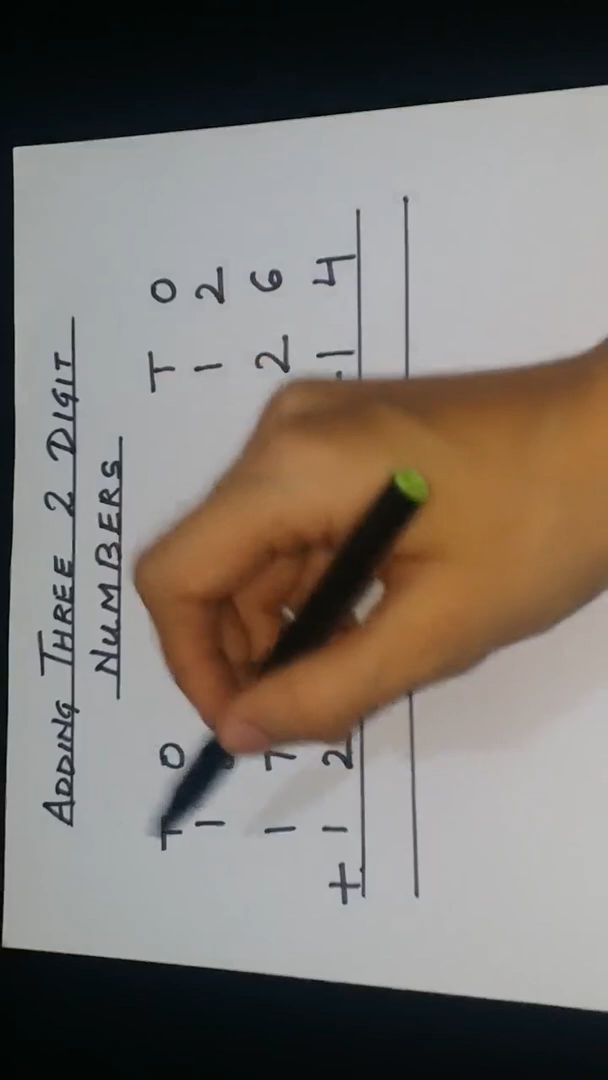 ADDING THREE 2 DIGIT
NUMBERS
T O T O
1 1 2
1 7 2 6
+ 1 2 1 4